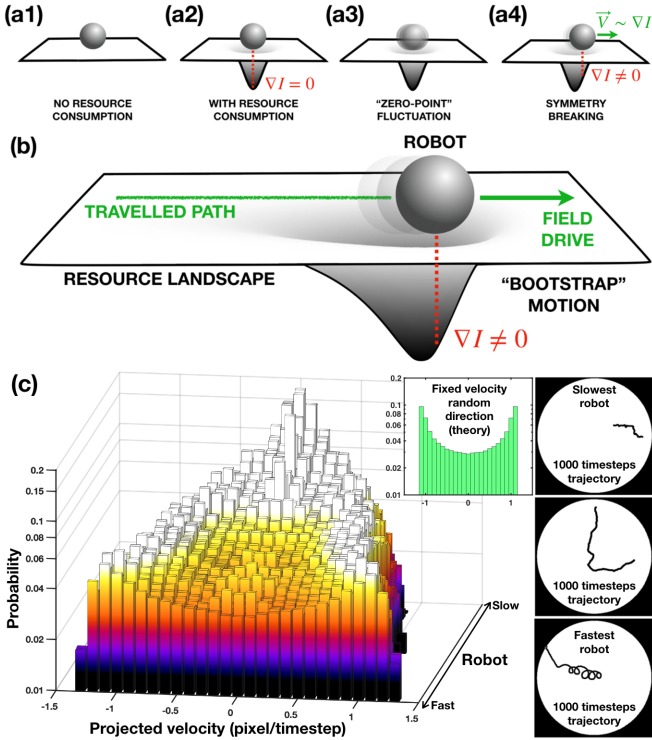 (a1)
(a2)
(a3)
(a4)
V ~ ∇I
∇I = 0
∇I ≠ 0
NO RESOURCE
CONSUMPTION
WITH RESOURCE
CONSUMPTION
“ZERO-POINT”
FLUCTUATION
SYMMETRY
BREAKING
(b)
ROBOT
TRAVELLED PATH
FIELD
DRIVE
RESOURCE LANDSCAPE
“BOOTSTRAP”
MOTION
∇I ≠ 0
(c)
0.2
0.15
0.1
0.08
0.06
0.04
0.02
0.01
Probability
-1.5
-1
-0.5
0
0.5
1
1.5
Projected velocity (pixel/timestep)
Slow
Robot
Fast
0.2
0.1
0.08
0.06
0.04
0.02
0.01
-1
0
1
Fixed velocity
random
direction
(theory)
Slowest
robot
1000 timesteps
trajectory
1000 timesteps
trajectory
Fastest
robot
1000 timesteps
trajectory